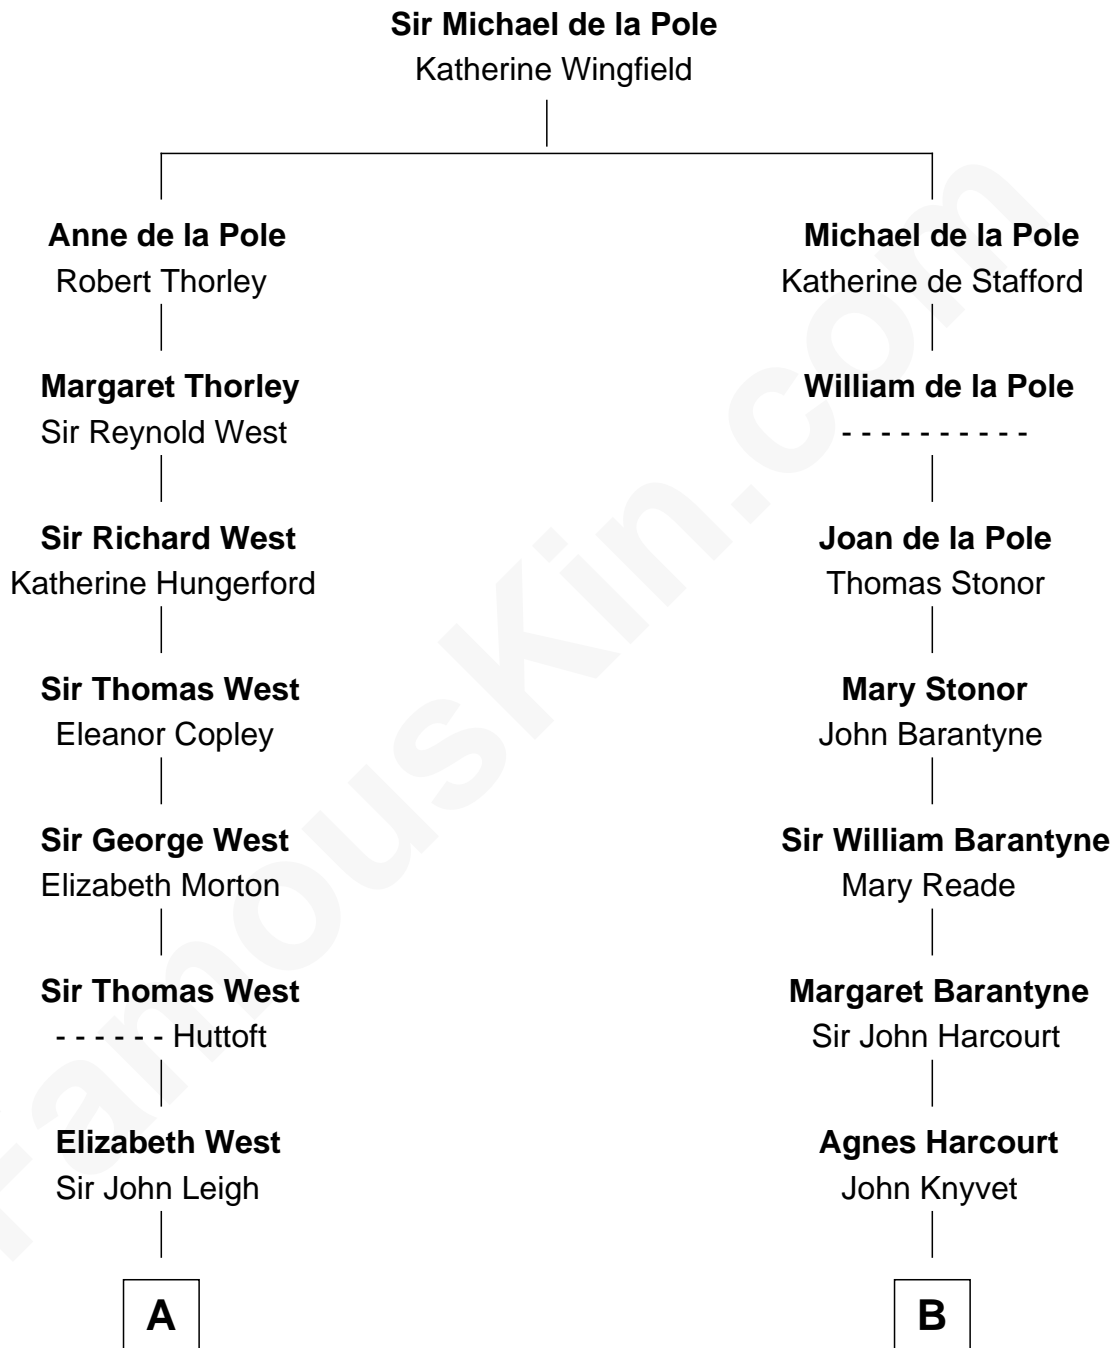 Sir Michael de la Pole
Katherine Wingfield
Anne de la Pole
Robert Thorley
Margaret Thorley
Sir Reynold West
Sir Richard West
Katherine Hungerford
Sir Thomas West
Eleanor Copley
Sir George West
Elizabeth Morton
Sir Thomas West
- - - - - - Huttoft
Elizabeth West
Sir John Leigh
A
Michael de la Pole
Katherine de Stafford
William de la Pole
- - - - - - - - - -
Joan de la Pole
Thomas Stonor
Mary Stonor
John Barantyne
Sir William Barantyne
Mary Reade
Margaret Barantyne
Sir John Harcourt
Agnes Harcourt
John Knyvet
B
FamousKin.com